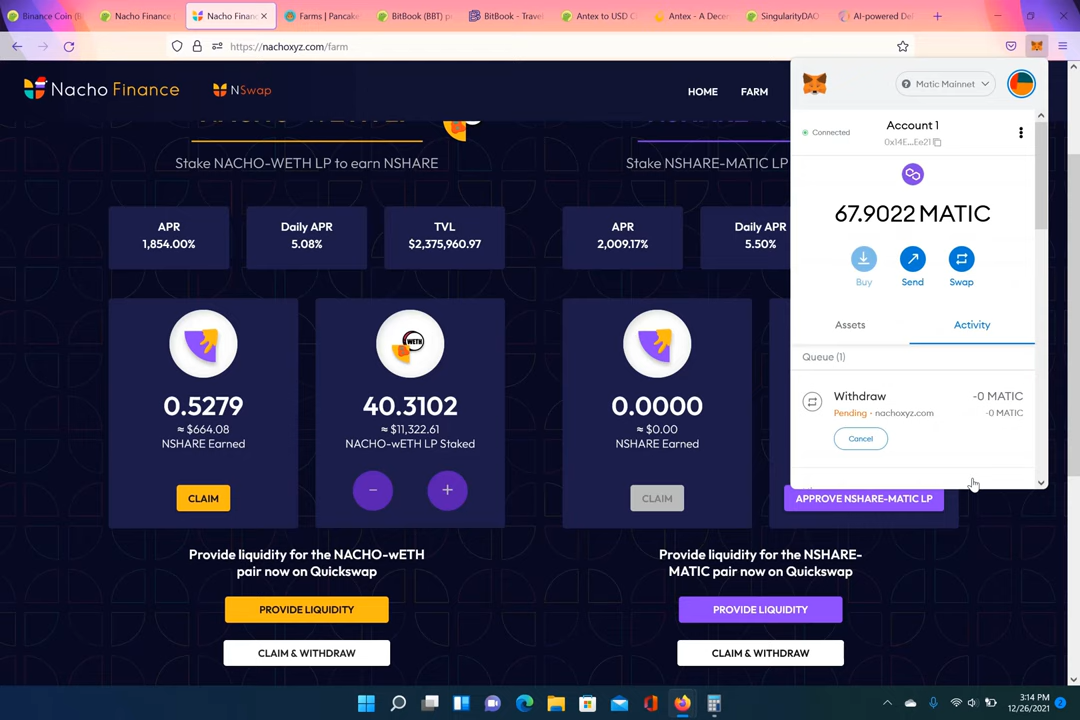 Binance Coin (B
Nacho Finance
Nacho Finan
Farms | Pancake
BitBook (BBT) p
BitBook - Travel
Antex to USD C
Antex - A Decen
SingularityDAO
AI-powered Def
https://nachoxyz.com/farm
Nacho Finance
NSwap
HOME
FARM
Stake NACHO-WETH LP to earn NSHARE
Stake NSHARE-MATIC LP
APR
1,854.00%
Daily APR
5.08%
TVL
$2,375,960.97
APR
2,009.17%
Daily APR
5.50%
WETH
0.5279
≈ $664.08
NSHARE Earned
CLAIM
40.3102
≈ $11,322.61
NACHO-wETH LP Staked
−
+
0.0000
≈ $0.00
NSHARE Earned
CLAIM
APPROVE NSHARE-MATIC LP
Provide liquidity for the NACHO-wETH
pair now on Quickswap
PROVIDE LIQUIDITY
CLAIM & WITHDRAW
Provide liquidity for the NSHARE-
MATIC pair now on Quickswap
PROVIDE LIQUIDITY
CLAIM & WITHDRAW
Matic Mainnet
Connected
Account 1
0x14E...Ee21
67.9022 MATIC
Buy
Send
Swap
Assets
Activity
Queue (1)
Withdraw
-0 MATIC
Pending · nachoxyz.com
-0 MATIC
Cancel
3:14 PM
12/26/2021